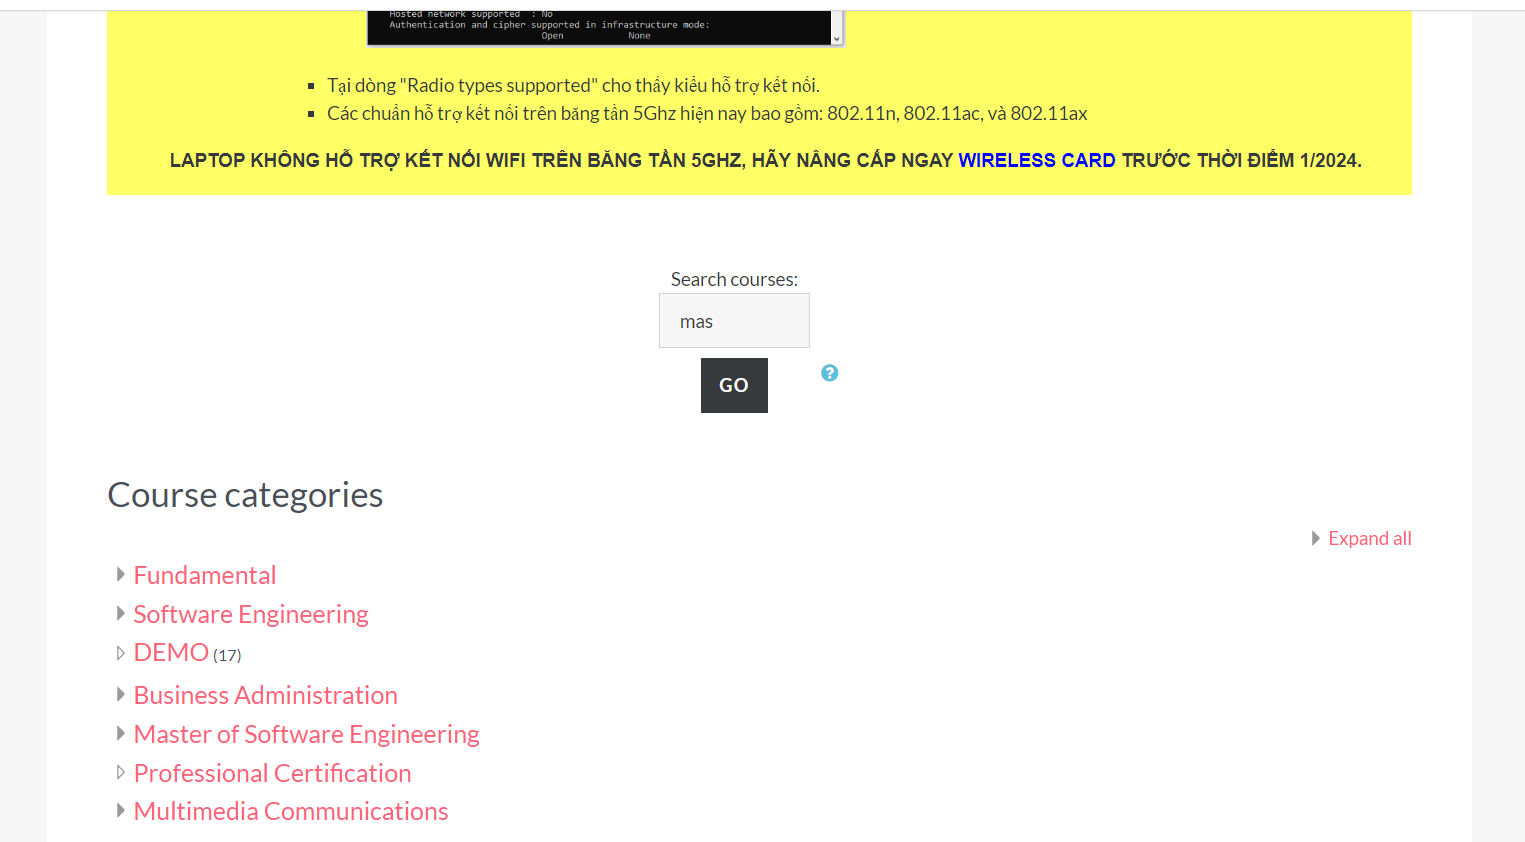 Hosted network supported  : No
Authentication and cipher supported in infrastructure mode:
Open None
Tại dòng "Radio types supported" cho thấy kiểu hỗ trợ kết nối.
Các chuẩn hỗ trợ kết nối trên băng tần 5Ghz hiện nay bao gồm: 802.11n, 802.11ac, và 802.11ax
LAPTOP KHÔNG HỖ TRỢ KẾT NỐI WIFI TRÊN BĂNG TẦN 5GHZ, HÃY NÂNG CẤP NGAY WIRELESS CARD TRƯỚC THỜI ĐIỂM 1/2024.
Search courses:
mas
GO
Course categories
Expand all
Fundamental
Software Engineering
DEMO (17)
Business Administration
Master of Software Engineering
Professional Certification
Multimedia Communications